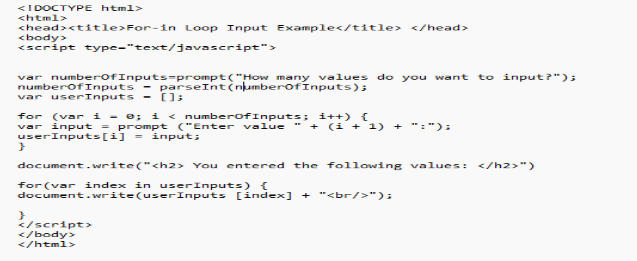 <!DOCTYPE html>
<html>
<head><title>For-in Loop Input Example</title> </head>
<body>
<script type="text/javascript">
var numberOfInputs=prompt("How many values do you want to input?");
numberOfInputs = parseInt(numberOfInputs);
var userInputs = [];
for (var i = 0; i < numberOfInputs; i++) {
var input = prompt ("Enter value " + (i + 1) + ":");
userInputs[i] = input;
}
document.write("<h2> You entered the following values: </h2>")
for(var index in userInputs) {
document.write(userInputs [index] + "<br/>");
}
</script>
</body>
</html>